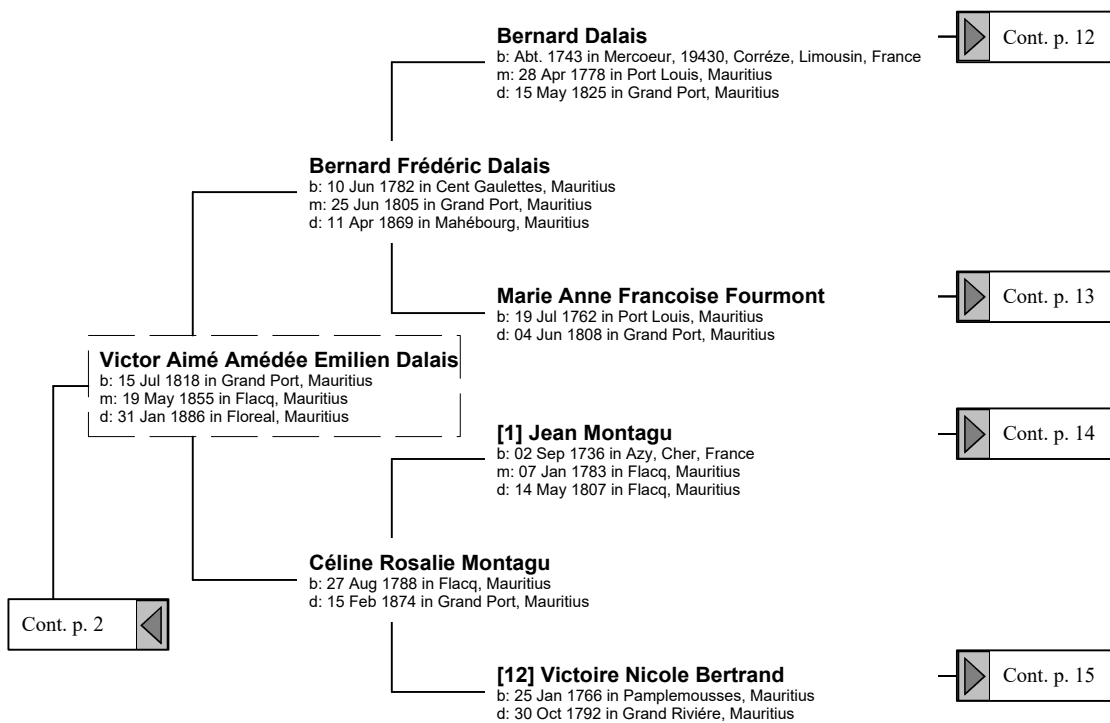 Bernard Dalais
b: Abt. 1743 in Mercoeur, 19430, Corréze, Limousin, France
m: 28 Apr 1778 in Port Louis, Mauritius
d: 15 May 1825 in Grand Port, Mauritius
Cont. p. 12
Bernard Frédéric Dalais
b: 10 Jun 1782 in Cent Gaulettes, Mauritius
m: 25 Jun 1805 in Grand Port, Mauritius
d: 11 Apr 1869 in Mahébourg, Mauritius
Marie Anne Francoise Fourmont
b: 19 Jul 1762 in Port Louis, Mauritius
d: 04 Jun 1808 in Grand Port, Mauritius
Cont. p. 13
Victor Aimé Amédée Emilien Dalais
b: 15 Jul 1818 in Grand Port, Mauritius
m: 19 May 1855 in Flacq, Mauritius
d: 31 Jan 1886 in Floreal, Mauritius
[1] Jean Montagu
b: 02 Sep 1736 in Azy, Cher, France
m: 07 Jan 1783 in Flacq, Mauritius
d: 14 May 1807 in Flacq, Mauritius
Cont. p. 14
Céline Rosalie Montagu
b: 27 Aug 1788 in Flacq, Mauritius
d: 15 Feb 1874 in Grand Port, Mauritius
Cont. p. 2
[12] Victoire Nicole Bertrand
b: 25 Jan 1766 in Pamplemousses, Mauritius
d: 30 Oct 1792 in Grand Riviére, Mauritius
Cont. p. 15